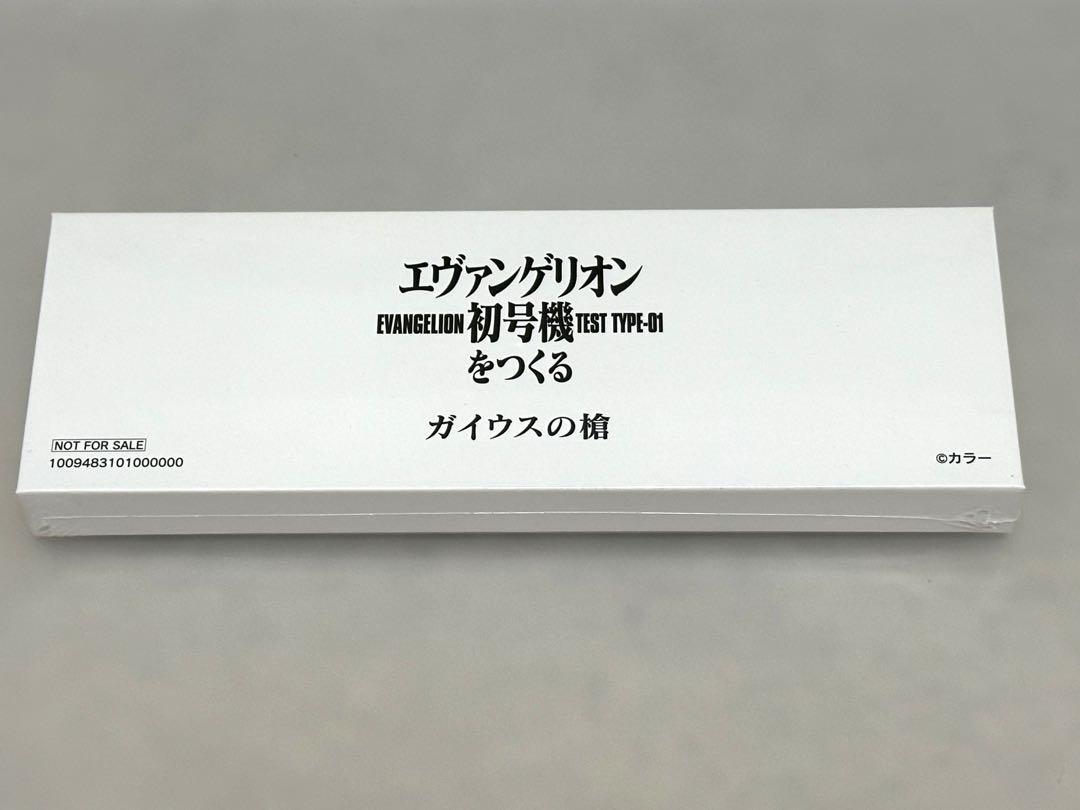 エヴァンゲリオン
EVANGELION 初号機 TEST TYPE-01
をつくる
ガイウスの槍
NOT FOR SALE
1009483101000000
©カラー